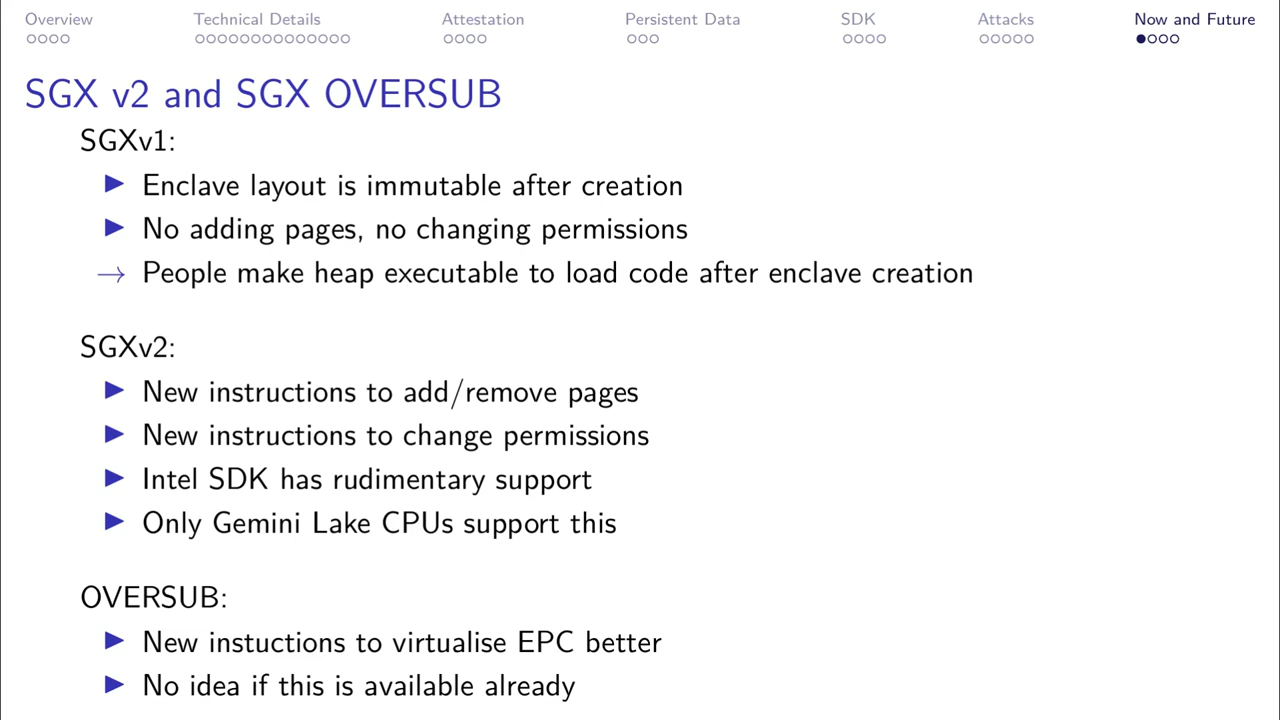 Overview Technical Details Attestation Persistent Data SDK Attacks Now and Future
SGX v2 and SGX OVERSUB
SGXv1:
▶ Enclave layout is immutable after creation
▶ No adding pages, no changing permissions
→ People make heap executable to load code after enclave creation
SGXv2:
▶ New instructions to add/remove pages
▶ New instructions to change permissions
▶ Intel SDK has rudimentary support
▶ Only Gemini Lake CPUs support this
OVERSUB:
▶ New instuctions to virtualise EPC better
▶ No idea if this is available already